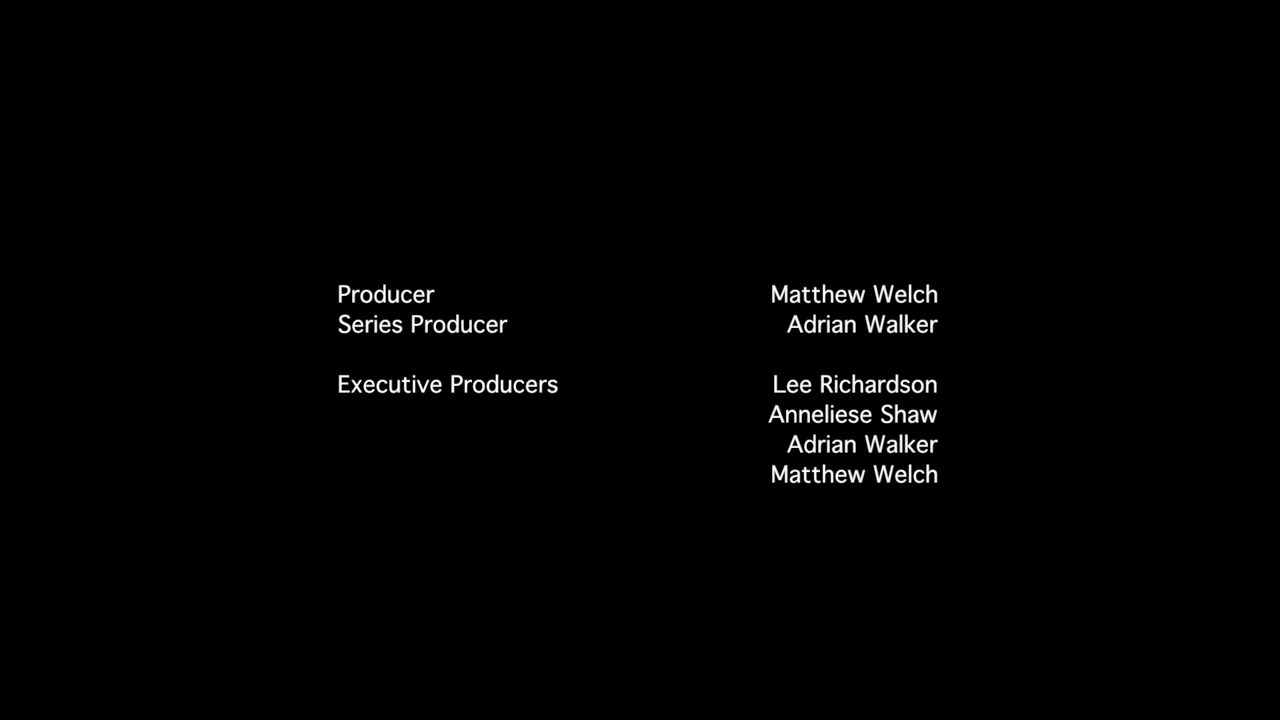 Producer Matthew Welch
Series Producer Adrian Walker
Executive Producers Lee Richardson
Anneliese Shaw
Adrian Walker
Matthew Welch